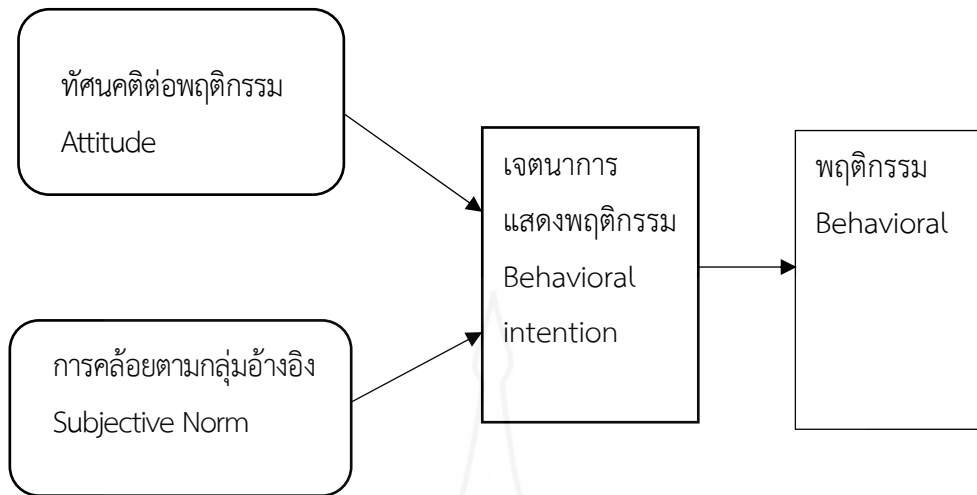 ทัศนคติต่อพฤติกรรม
Attitude
การคล้อยตามกลุ่มอ้างอิง
Subjective Norm
เจตนาการ
แสดงพฤติกรรม
Behavioral
intention
พฤติกรรม
Behavioral